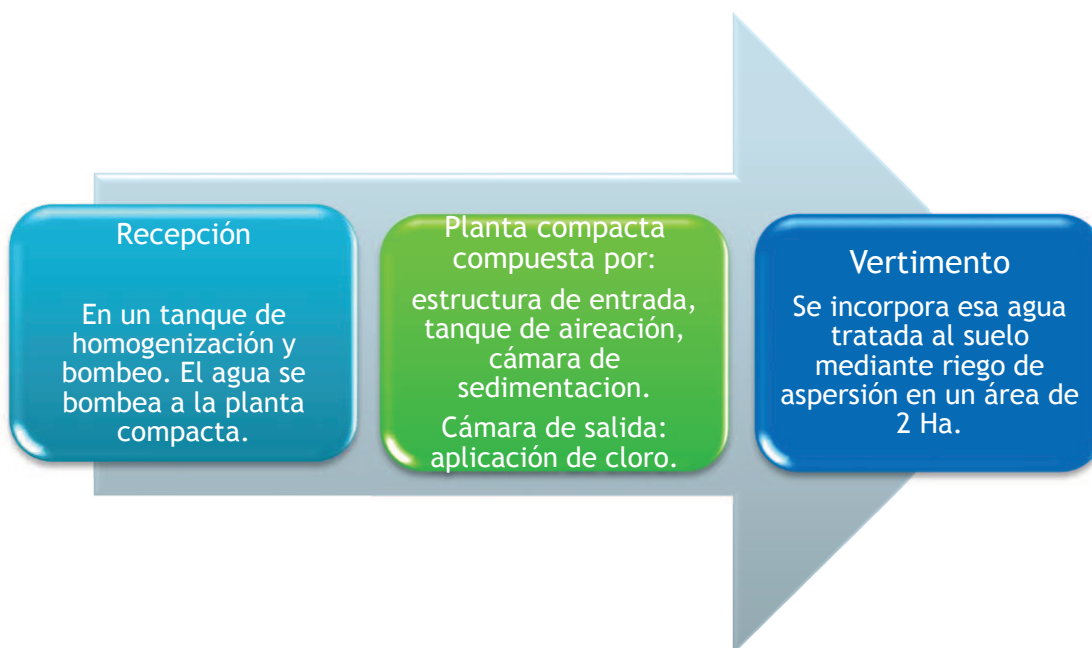 Recepción
En un tanque de
homogenización y
bombeo. El agua se
bombea a la planta
compacta.
Planta compacta
compuesta por:
estructura de entrada,
tanque de aireación,
cámara de
sedimentacion.
Cámara de salida:
aplicación de cloro.
Vertimento
Se incorpora esa agua
tratada al suelo
mediante riego de
aspersión en un área de
2 Ha.